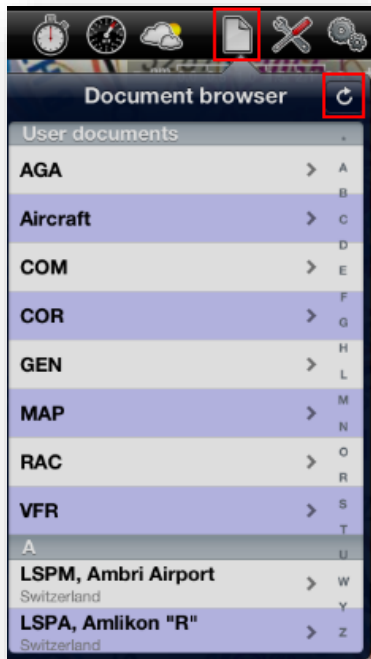 Document browser
User documents
AGA
Aircraft
COM
COR
GEN
MAP
RAC
VFR
A
LSPM, Ambri Airport
Switzerland
LSPA, Amlikon "R"
Switzerland
A
B
C
D
E
F
G
H
L
M
N
O
R
S
T
U
W
Y
Z